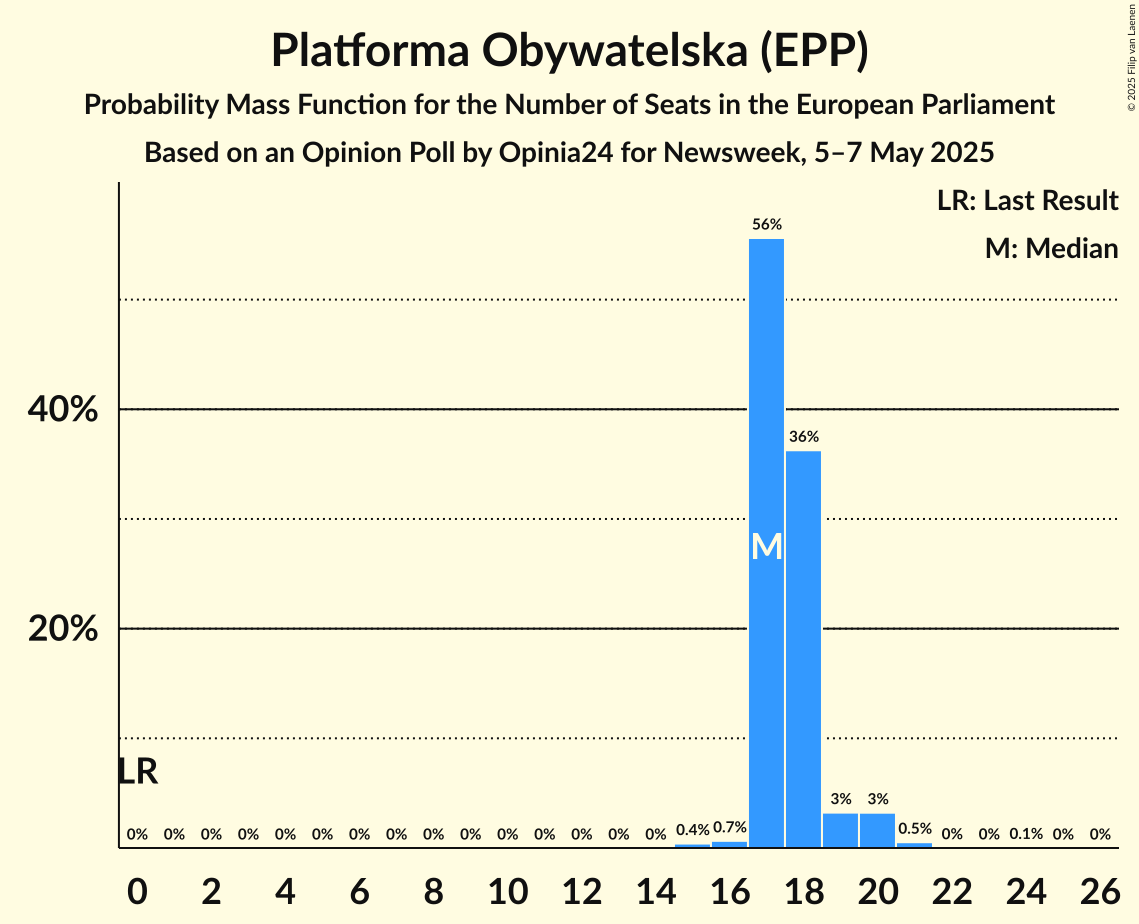 Platforma Obywatelska (EPP)
Probability Mass Function for the Number of Seats in the European Parliament
Based on an Opinion Poll by Opinia24 for Newsweek, 5–7 May 2025
© 2025 Filip van Laenen
LR: Last Result
M: Median
56%
40%
36%
M
20%
LR
0% 0% 0% 0% 0% 0% 0% 0% 0% 0% 0% 0% 0% 0% 0% 0.4% 0.7% 3% 3% 0.5% 0% 0% 0.1% 0% 0%
0 2 4 6 8 10 12 14 16 18 20 22 24 26